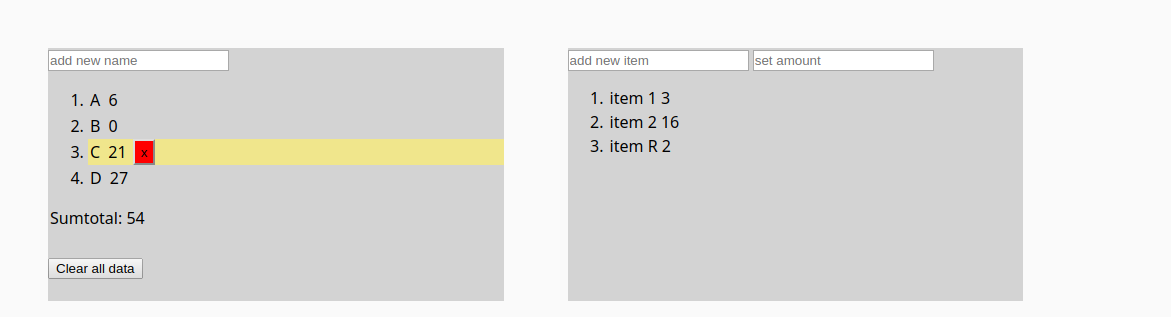 add new name
1. A 6
2. B 0
3. C 21 x
4. D 27
Sumtotal: 54
Clear all data
add new item set amount
1. item 1 3
2. item 2 16
3. item R 2